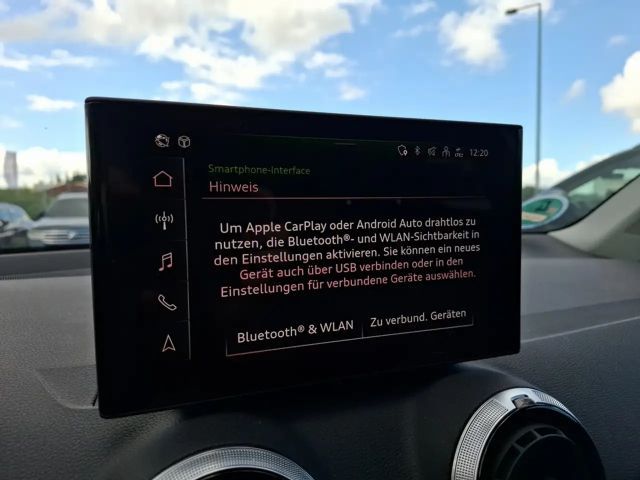 12:20
Smartphone-Interface
Hinweis
Um Apple CarPlay oder Android Auto drahtlos zu
nutzen, die Bluetooth®- und WLAN-Sichtbarkeit in
den Einstellungen aktivieren. Sie können ein neues
Gerät auch über USB verbinden oder in den
Einstellungen für verbundene Geräte auswählen.
Bluetooth® & WLAN
Zu verbund. Geräten